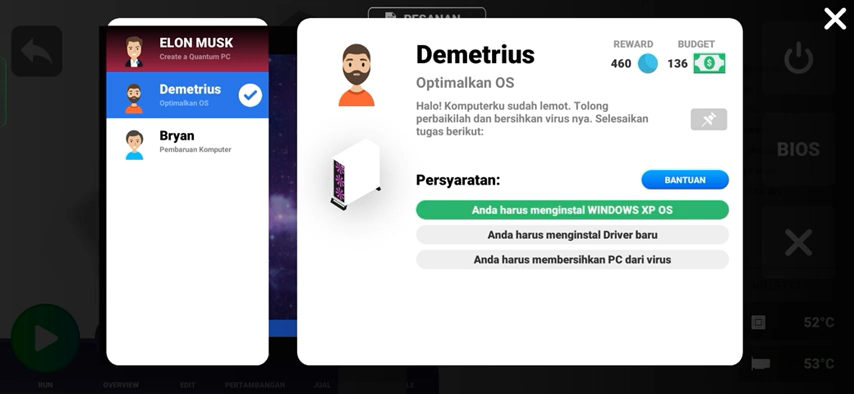 PESANAN
ELON MUSK
Create a Quantum PC
Demetrius
Optimalkan OS
Bryan
Pembaruan Komputer
Demetrius
Optimalkan OS
REWARD
460
BUDGET
136
Halo! Komputerku sudah lemot. Tolong
perbaikilah dan bersihkan virus nya. Selesaikan
tugas berikut:
Persyaratan:
BANTUAN
Anda harus menginstal WINDOWS XP OS
Anda harus menginstal Driver baru
Anda harus membersihkan PC dari virus
BIOS
52°C
53°C
RUN
OVERVIEW
EDIT
PERTAMBANGAN
JUAL